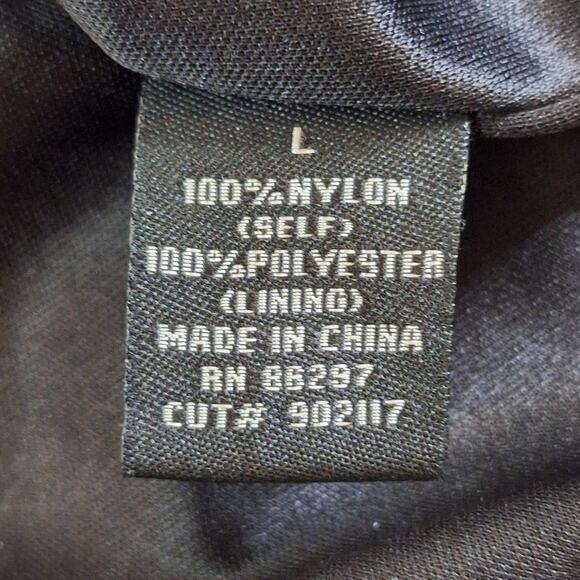 L
100%NYLON
(SELF)
100%POLYESTER
(LINING)
MADE IN CHINA
RN 86297
CUT# 902117